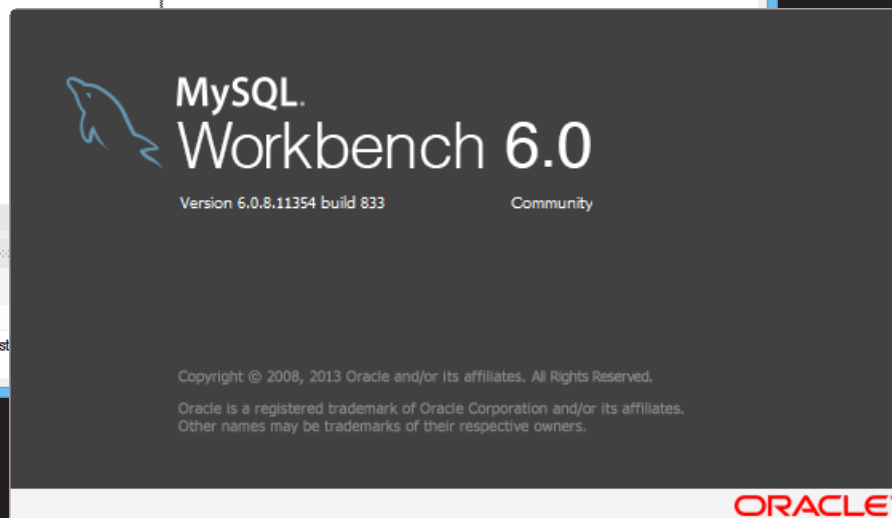 MySQL.
Workbench 6.0
Version 6.0.8.11354 build 833 Community
st
Copyright © 2008, 2013 Oracle and/or its affiliates. All Rights Reserved.
Oracle is a registered trademark of Oracle Corporation and/or its affiliates.
Other names may be trademarks of their respective owners.
ORACLE